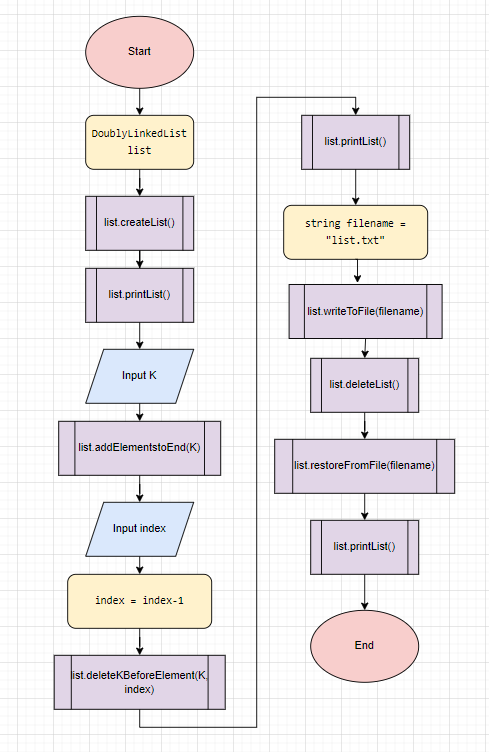 Start
DoublyLinkedList
list
list.createList()
list.printList()
Input K
list.addElementstoEnd(K)
Input index
index = index-1
list.deleteKBeforeElement(K,
index)
list.printList()
string filename =
"list.txt"
list.writeToFile(filename)
list.deleteList()
list.restoreFromFile(filename)
list.printList()
End